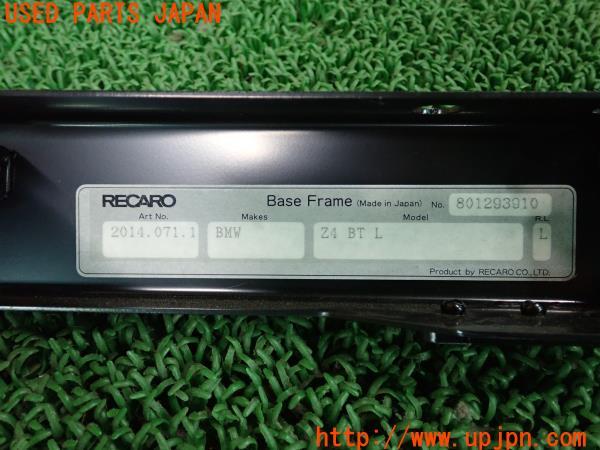 USED PARTS JAPAN
RECARO Base Frame (Made in Japan) No. 801293910
Art No. Makes Model R.L
2014.071.1 BMW Z4 BT L L
Product by RECARO CO., LTD.
http://www.upjpn.com